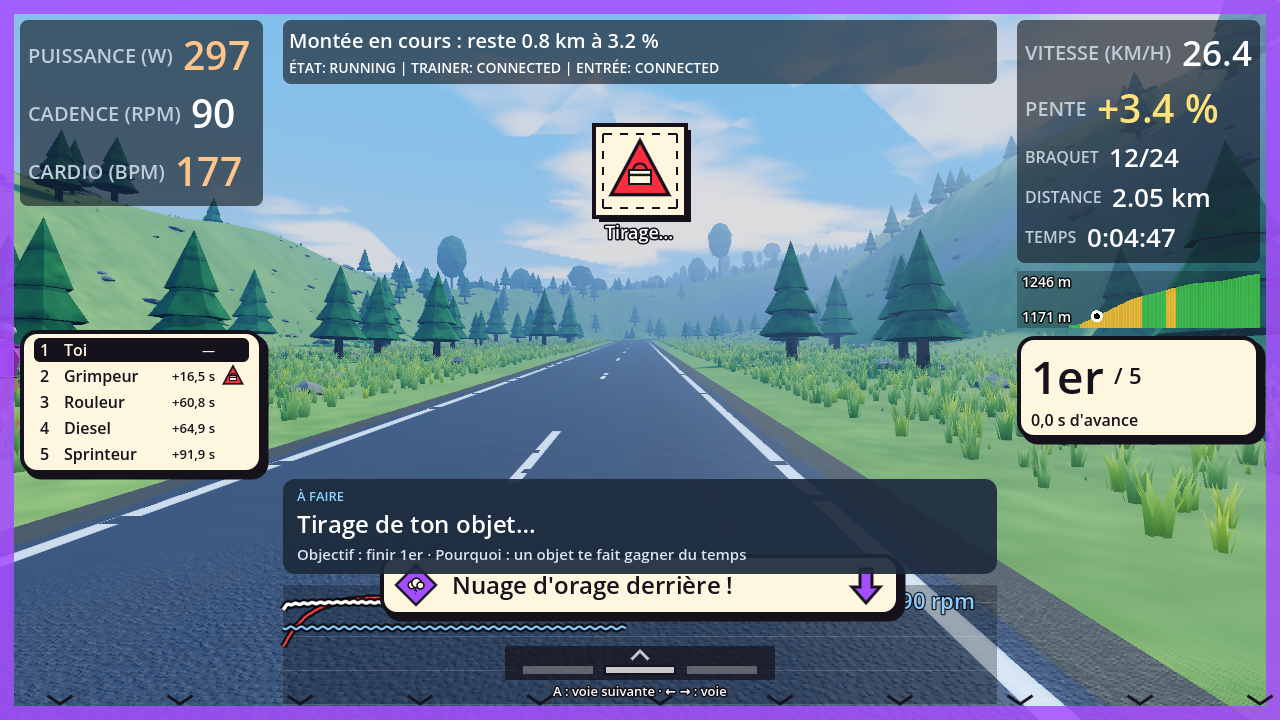 PUISSANCE (W) 297
CADENCE (RPM) 90
CARDIO (BPM) 177
Montée en cours : reste 0.8 km à 3.2 %
ÉTAT: RUNNING | TRAINER: CONNECTED | ENTRÉE: CONNECTED
VITESSE (KM/H) 26.4
PENTE +3.4 %
BRAQUET 12/24
DISTANCE 2.05 km
TEMPS 0:04:47
Tirage...
1246 m
1171 m
1 Toi —
2 Grimpeur +16,5 s
3 Rouleur +60,8 s
4 Diesel +64,9 s
5 Sprinteur +91,9 s
1er / 5
0,0 s d'avance
À FAIRE
Tirage de ton objet...
Objectif : finir 1er · Pourquoi : un objet te fait gagner du temps
Nuage d'orage derrière !
90 rpm
A : voie suivante · ← → : voie